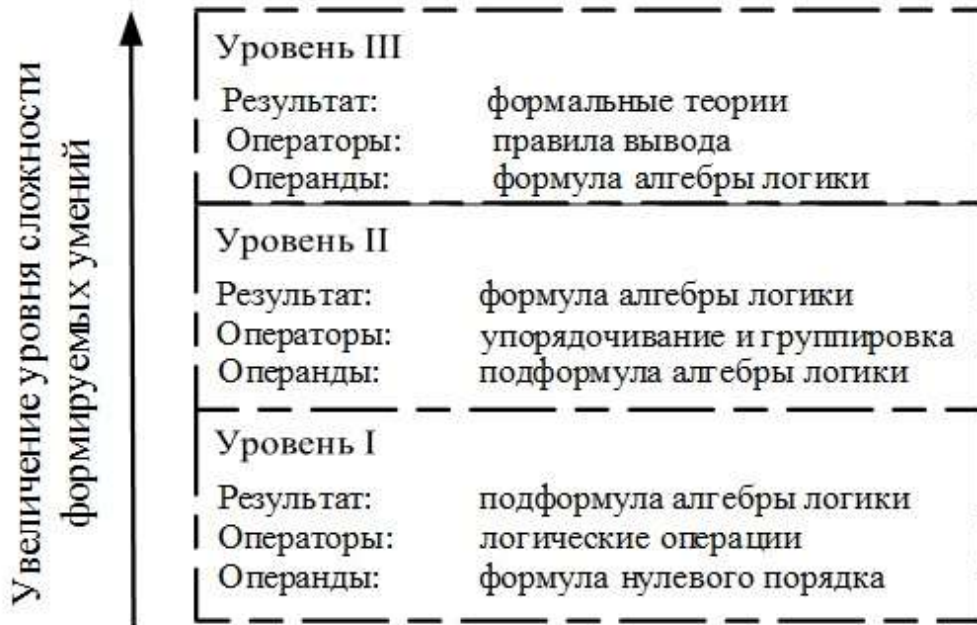 Увеличение уровня сложности
формируемых умений
Уровень III
Результат: формальные теории
Операторы: правила вывода
Операнды: формула алгебры логики
Уровень II
Результат: формула алгебры логики
Операторы: упорядочивание и группировка
Операнды: подформула алгебры логики
Уровень I
Результат: подформула алгебры логики
Операторы: логические операции
Операнды: формула нулевого порядка